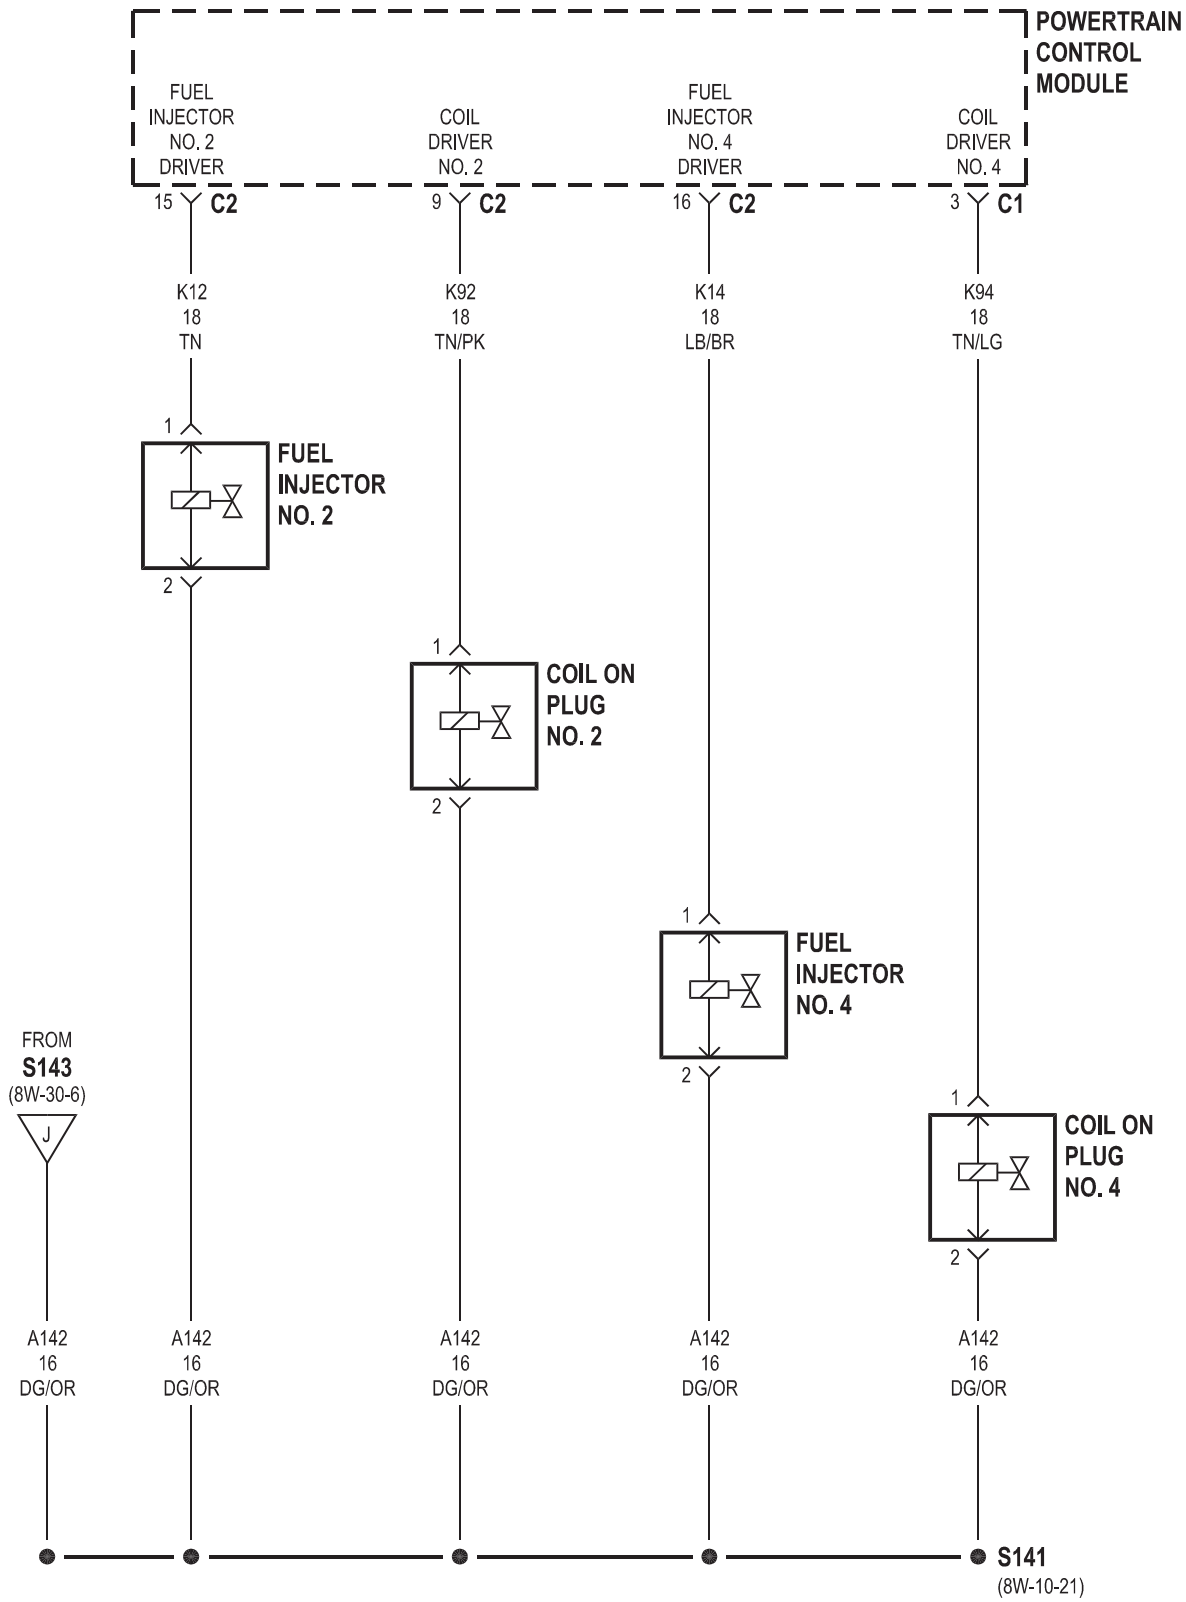 POWERTRAIN
CONTROL
MODULE
FUEL
INJECTOR
NO. 2
DRIVER
COIL
DRIVER
NO. 2
FUEL
INJECTOR
NO. 4
DRIVER
COIL
DRIVER
NO. 4
15 C2
9 C2
16 C2
3 C1
K12
18
TN
K92
18
TN/PK
K14
18
LB/BR
K94
18
TN/LG
1
FUEL
INJECTOR
NO. 2
2
1
COIL ON
PLUG
NO. 2
2
1
FUEL
INJECTOR
NO. 4
2
FROM
S143
(8W-30-6)
J
1
COIL ON
PLUG
NO. 4
2
A142
16
DG/OR
A142
16
DG/OR
A142
16
DG/OR
A142
16
DG/OR
A142
16
DG/OR
S141
(8W-10-21)